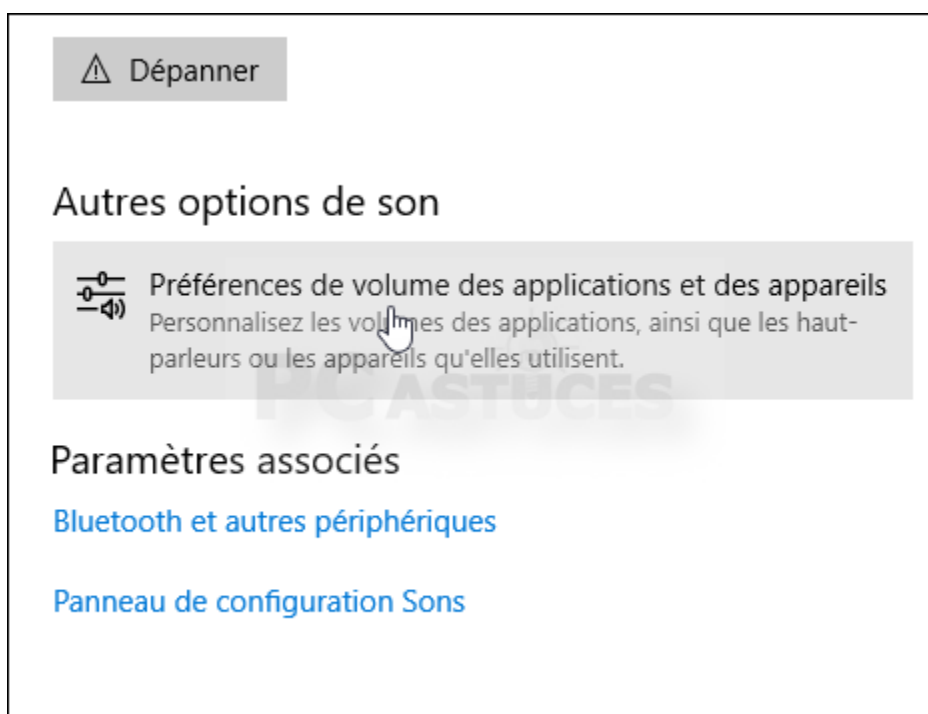 Dépanner
Autres options de son
Préférences de volume des applications et des appareils
Personnalisez les volumes des applications, ainsi que les haut-
parleurs ou les appareils qu'elles utilisent.
PC ASTUCES
Paramètres associés
Bluetooth et autres périphériques
Panneau de configuration Sons